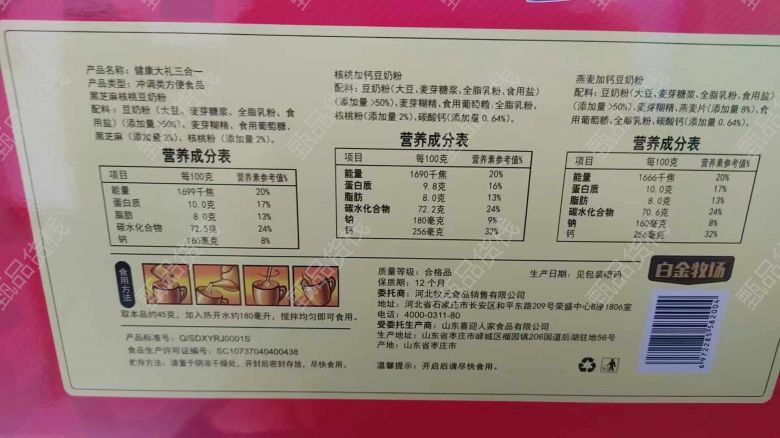 产品名称：健康大礼三合一
产品类型：冲调类方便食品
黑芝麻核桃豆奶粉
配料：豆奶粉（大豆、麦芽糖浆、全脂乳粉、食
用盐）（添加量>50%）、麦芽糊精、食用葡萄糖、
黑芝麻（添加量2%）、核桃粉（添加量2%）。
营养成分表
项目 每100克 营养素参考值%
能量 1699千焦 20%
蛋白质 10.0克 17%
脂肪 8.0克 13%
碳水化合物 72.5克 24%
钠 160毫克 8%
核桃加钙豆奶粉
配料：豆奶粉（大豆、麦芽糖浆、全脂乳粉、食用盐）
（添加量>50%）、麦芽糊精、食用葡萄糖、全脂乳粉、
核桃粉（添加量2%）、碳酸钙（添加量0.64%）。
营养成分表
项目 每100克 营养素参考值%
能量 1690千焦 20%
蛋白质 9.8克 16%
脂肪 8.0克 13%
碳水化合物 72.2克 24%
钠 180毫克 9%
钙 256毫克 32%
燕麦加钙豆奶粉
配料：豆奶粉（大豆、麦芽糖浆、全脂乳粉、食用盐）
（添加量>50%）、麦芽糊精、燕麦片（添加量8%）、食
用葡萄糖、全脂乳粉、碳酸钙（添加量0.64%）。
营养成分表
项目 每100克 营养素参考值%
能量 1666千焦 20%
蛋白质 10.0克 17%
脂肪 8.0克 13%
碳水化合物 70.6克 24%
钠 160毫克 8%
钙 256毫克 32%
食用方法
取本品约45克，加入热开水约180毫升，搅拌均匀即可食用。
产品标准号：Q/SDXYRJ0001S
食品生产许可证编号：SC10737040400438
贮存方法：请置于阴凉干燥处，开封后密封存放，尽快食用。
质量等级：合格品
生产日期：见包装喷码
保质期：12个月
委托商：河北牧元食品销售有限公司
地址：河北省石家庄市长安区和平东路209号荣盛中心B座1806室
电话：4000-0311-80
受委托生产商：山东喜迎人家食品有限公司
生产地址：山东省枣庄市峄城区榴园镇206国道后湖驻地56号
产地：山东省枣庄市
温馨提示：开启后请尽快食用。
白金牧场
6972285582004
甄品货栈